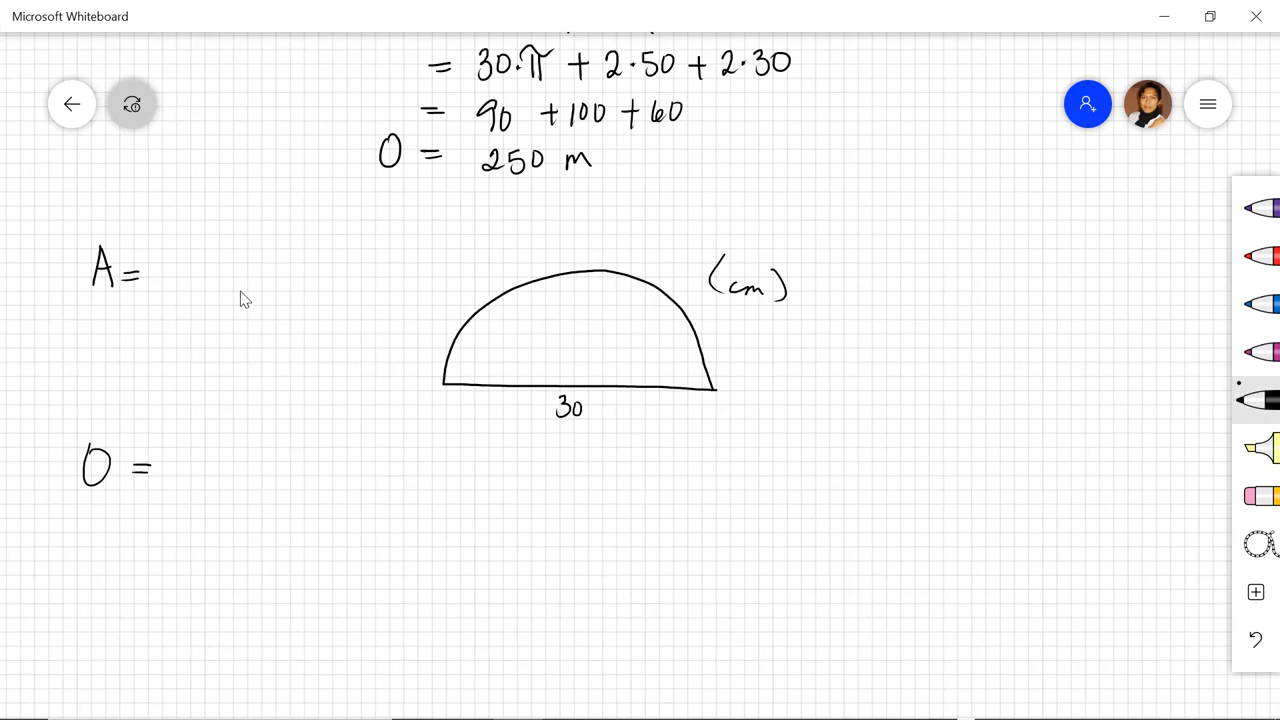 Microsoft Whiteboard
= 30·π + 2·50 + 2·30
= 90 + 100 + 60
O = 250 m
A =
(cm)
30
O =